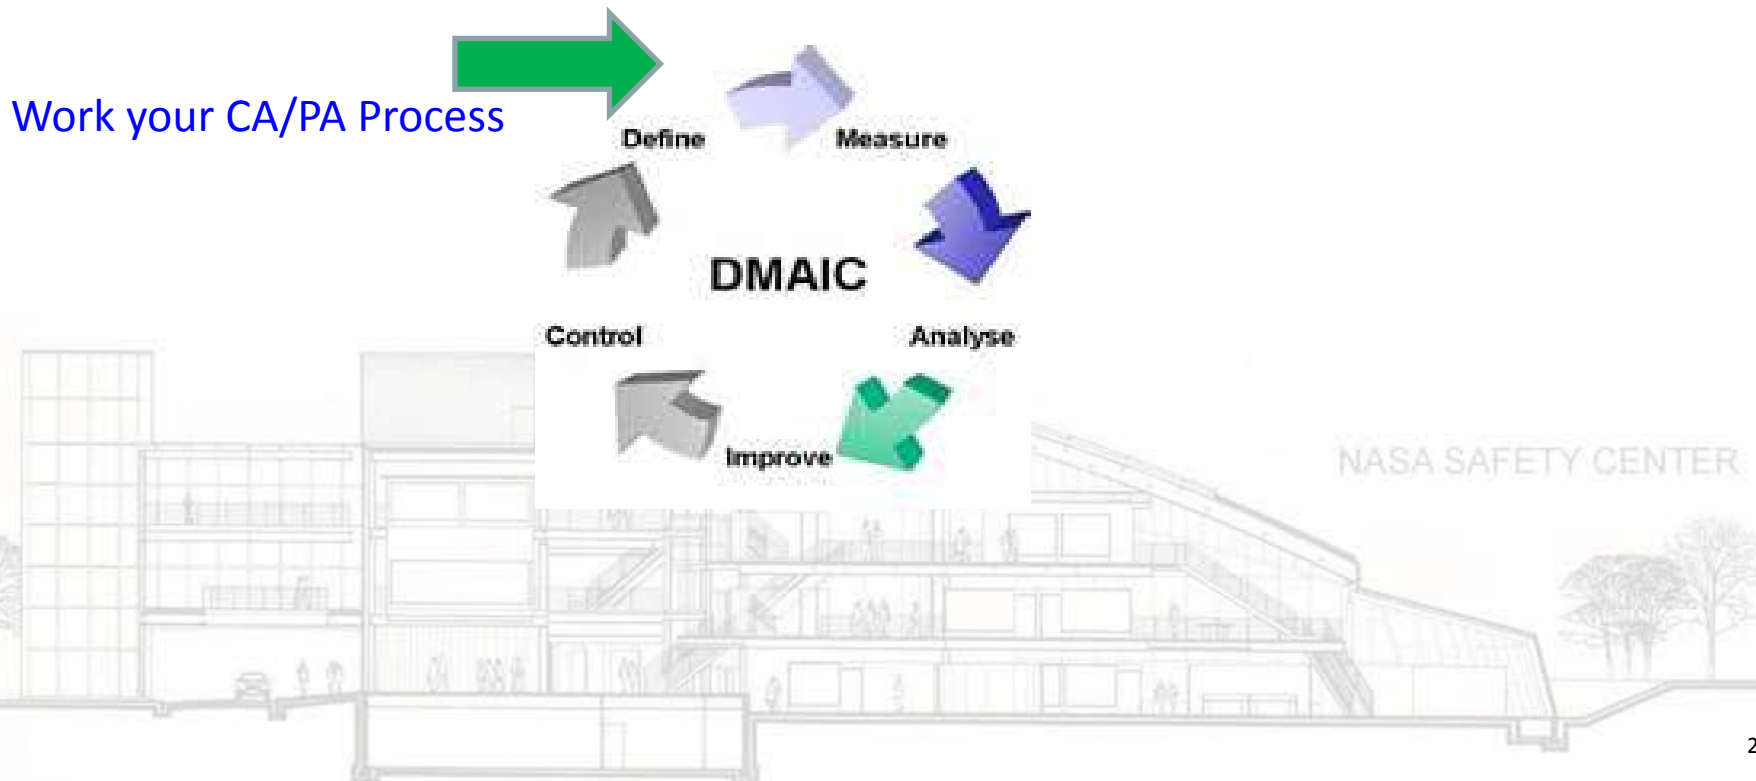 Work your CA/PA Process
Define
Measure
DMAIC
Control
Analyse
Improve
NASA SAFETY CENTER
2